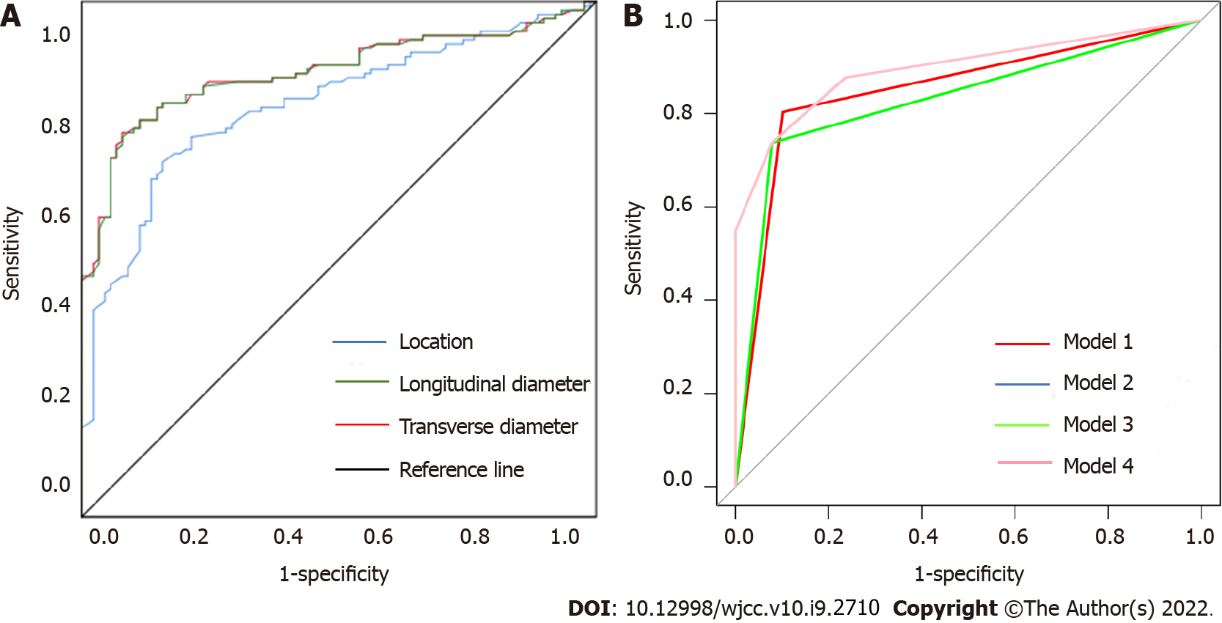 A
1.0
0.8
0.6
0.4
0.2
0.0
Sensitivity
Location
Longitudinal diameter
Transverse diameter
Reference line
0.0 0.2 0.4 0.6 0.8 1.0
1-specificity
B
1.0
0.8
0.6
0.4
0.2
0.0
Sensitivity
Model 1
Model 2
Model 3
Model 4
0.0 0.2 0.4 0.6 0.8 1.0
1-specificity
DOI: 10.12998/wjcc.v10.i9.2710 Copyright ©The Author(s) 2022.